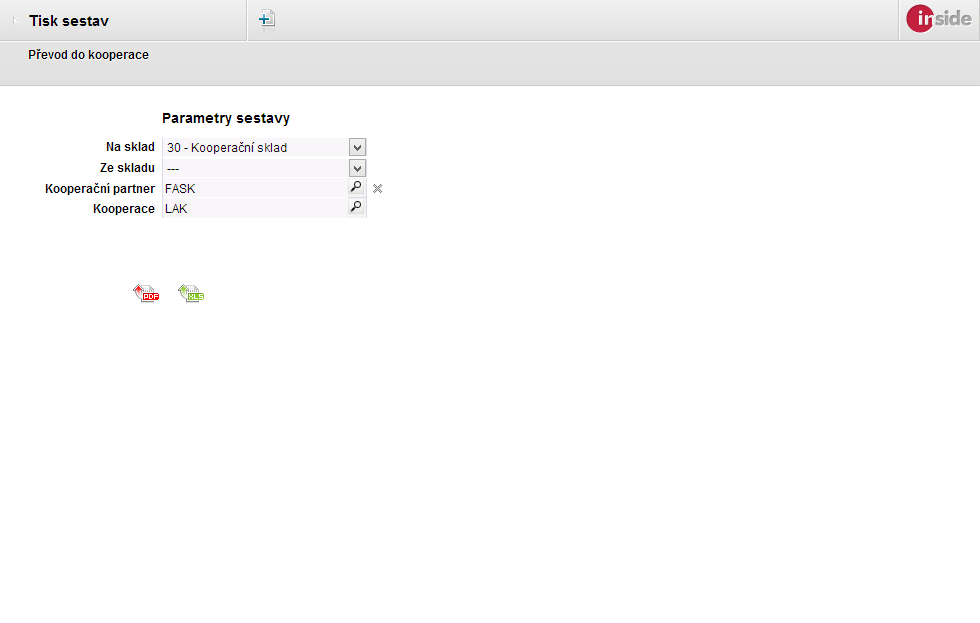 Tisk sestav
inside
Převod do kooperace
Parametry sestavy
Na sklad 30 - Kooperační sklad
Ze skladu ---
Kooperační partner FASK
Kooperace LAK
PDF XLS